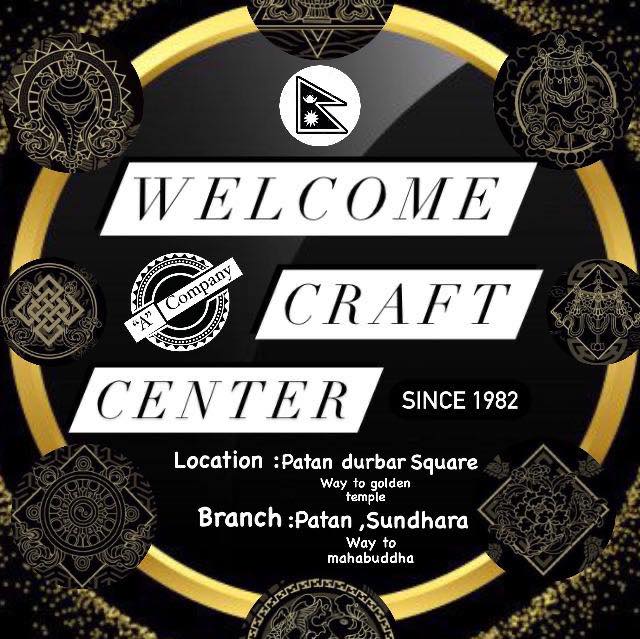 WELCOME
"A" Company
CRAFT
CENTER
SINCE 1982
Location :Patan durbar Square
Way to golden
temple
Branch :Patan ,Sundhara
Way to
mahabuddha